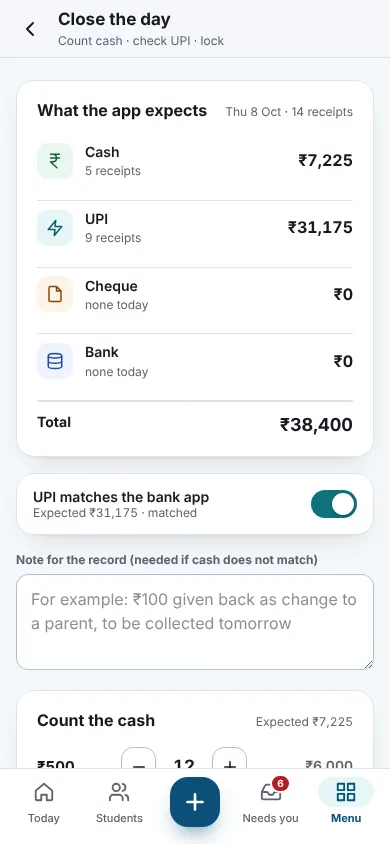 Close the day
Count cash · check UPI · lock
What the app expects
Thu 8 Oct · 14 receipts
Cash
5 receipts
₹7,225
UPI
9 receipts
₹31,175
Cheque
none today
₹0
Bank
none today
₹0
Total
₹38,400
UPI matches the bank app
Expected ₹31,175 · matched
Note for the record (needed if cash does not match)
For example: ₹100 given back as change to
a parent, to be collected tomorrow
Count the cash
Expected ₹7,225
₹500
12
₹6,000
Today
Students
6
Needs you
Menu